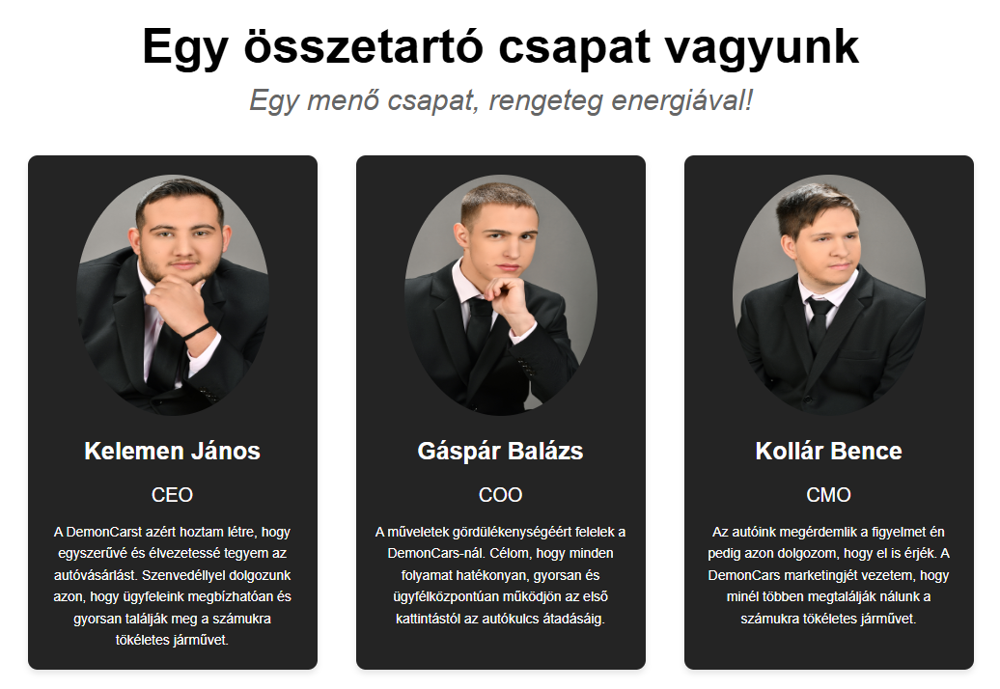 Egy összetartó csapat vagyunk
Egy menő csapat, rengeteg energiával!
Kelemen János
CEO
A DemonCarst azért hoztam létre, hogy
egyszerűvé és élvezetessé tegyem az
autóvásárlást. Szenvedéllyel dolgozunk
azon, hogy ügyfeleink megbízhatóan és
gyorsan találják meg a számukra
tökéletes járművet.
Gáspár Balázs
COO
A műveletek gördülékenységéért felelek a
DemonCars-nál. Célom, hogy minden
folyamat hatékonyan, gyorsan és
ügyfélközpontúan működjön az első
kattintástól az autókulcs átadásáig.
Kollár Bence
CMO
Az autóink megérdemlik a figyelmet én
pedig azon dolgozom, hogy el is érjék. A
DemonCars marketingjét vezetem, hogy
minél többen megtalálják nálunk a
számukra tökéletes járművet.